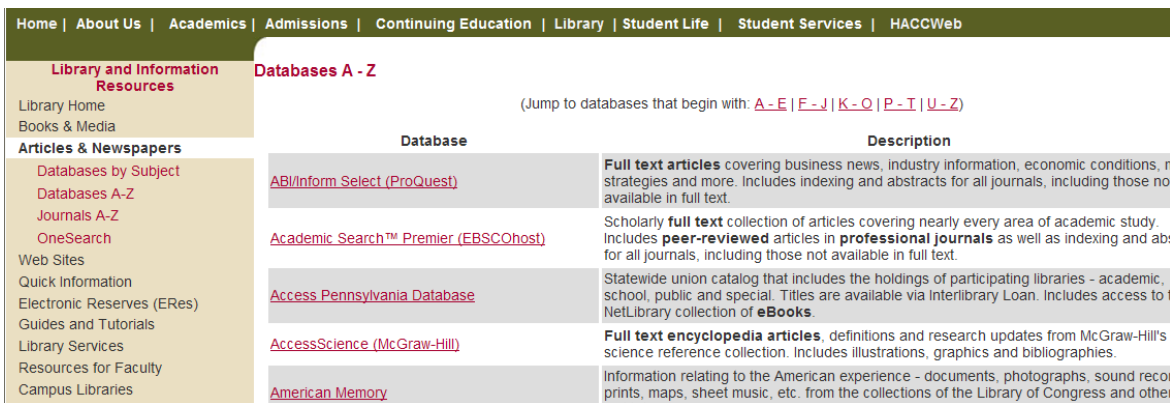 Home | About Us | Academics | Admissions | Continuing Education | Library | Student Life | Student Services | HACCWeb
Library and Information
Resources
Library Home
Books & Media
Articles & Newspapers
Databases by Subject
Databases A-Z
Journals A-Z
OneSearch
Web Sites
Quick Information
Electronic Reserves (ERes)
Guides and Tutorials
Library Services
Resources for Faculty
Campus Libraries
Databases A - Z
(Jump to databases that begin with: A - E | F - J | K - O | P - T | U - Z)
Database Description
ABI/Inform Select (ProQuest)
Full text articles covering business news, industry information, economic conditions,
strategies and more. Includes indexing and abstracts for all journals, including those
available in full text.
Academic Search™ Premier (EBSCOhost)
Scholarly full text collection of articles covering nearly every area of academic study.
Includes peer-reviewed articles in professional journals as well as indexing and
for all journals, including those not available in full text.
Access Pennsylvania Database
Statewide union catalog that includes the holdings of participating libraries - academic,
school, public and special. Titles are available via Interlibrary Loan. Includes access to
NetLibrary collection of eBooks.
AccessScience (McGraw-Hill)
Full text encyclopedia articles, definitions and research updates from McGraw-Hill's
science reference collection. Includes illustrations, graphics and bibliographies.
American Memory
Information relating to the American experience - documents, photographs, sound
prints, maps, sheet music, etc. from the collections of the Library of Congress and